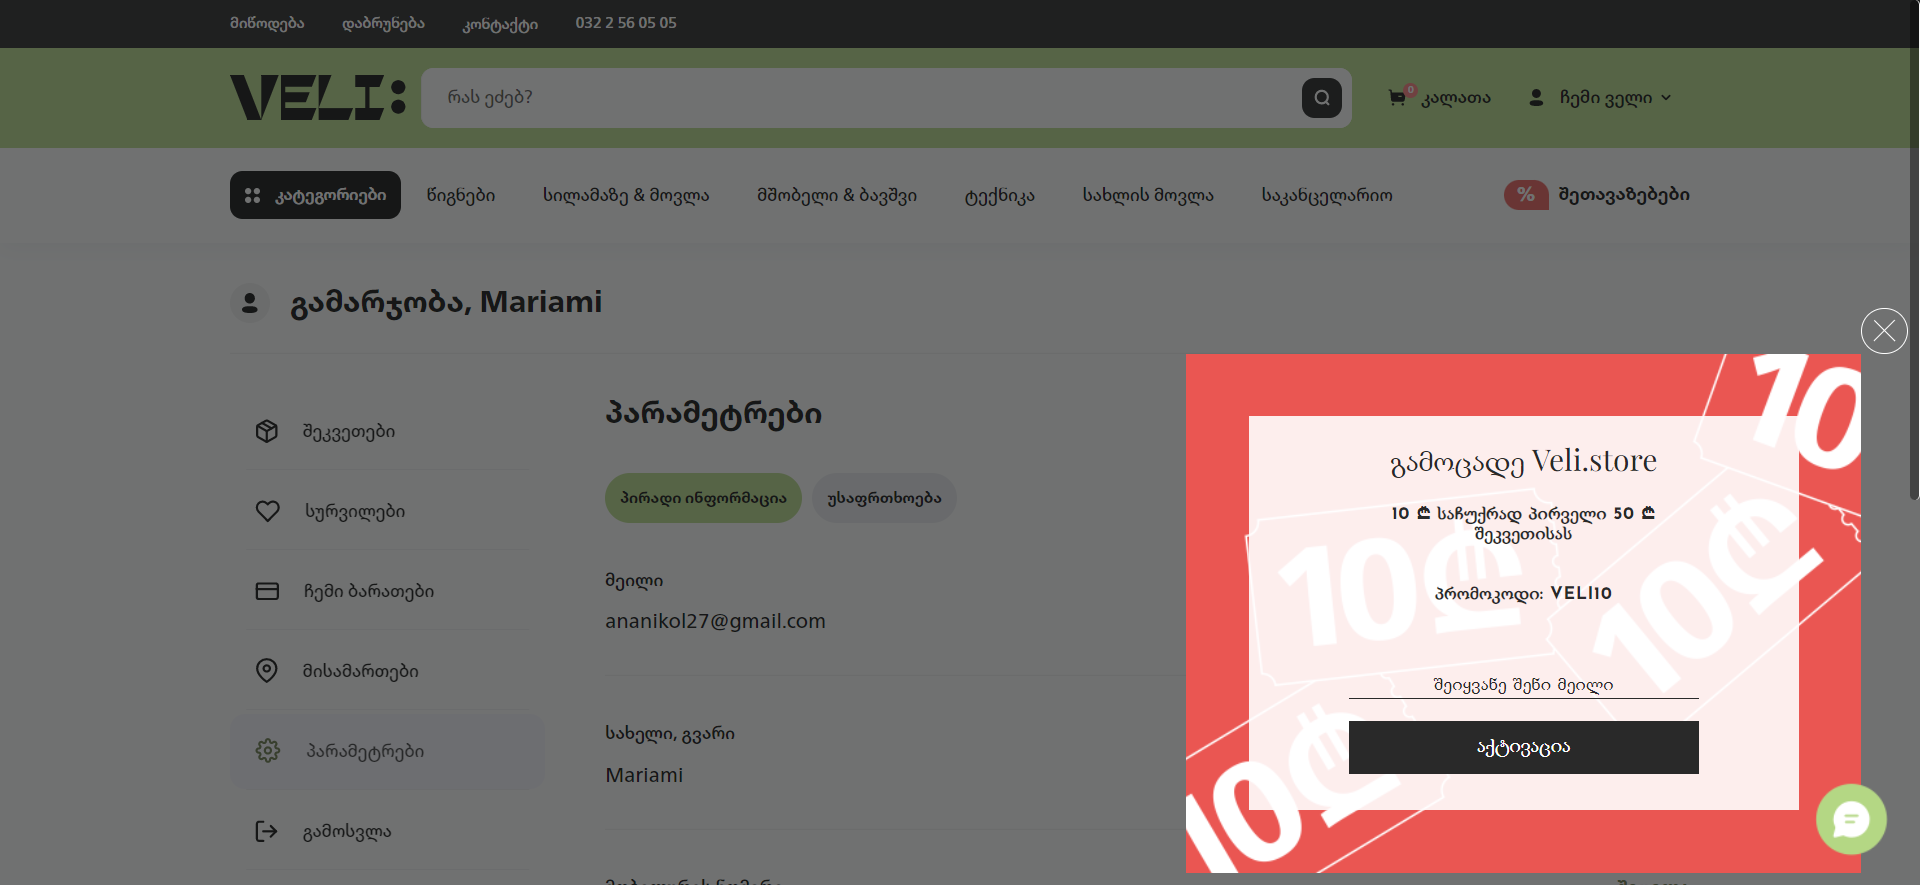 მიწოდება
დაბრუნება
კონტაქტი
032 2 56 05 05
VELI:
რას ეძებ?
0
კალათა
ჩემი ველი
კატეგორიები
წიგნები
სილამაზე & მოვლა
მშობელი & ბავშვი
ტექნიკა
სახლის მოვლა
საკანცელარიო
%
შეთავაზებები
გამარჯობა, Mariami
შეკვეთები
სურვილები
ჩემი ბარათები
მისამართები
პარამეტრები
გამოსვლა
პარამეტრები
პირადი ინფორმაცია
უსაფრთხოება
მეილი
ananikol27@gmail.com
სახელი, გვარი
Mariami
10
10₾
10₾
10₾
გამოცადე Veli.store
10 ₾ საჩუქრად პირველი 50 ₾
შეკვეთისას
პრომოკოდი: VELI10
შეიყვანე შენი მეილი
აქტივაცია